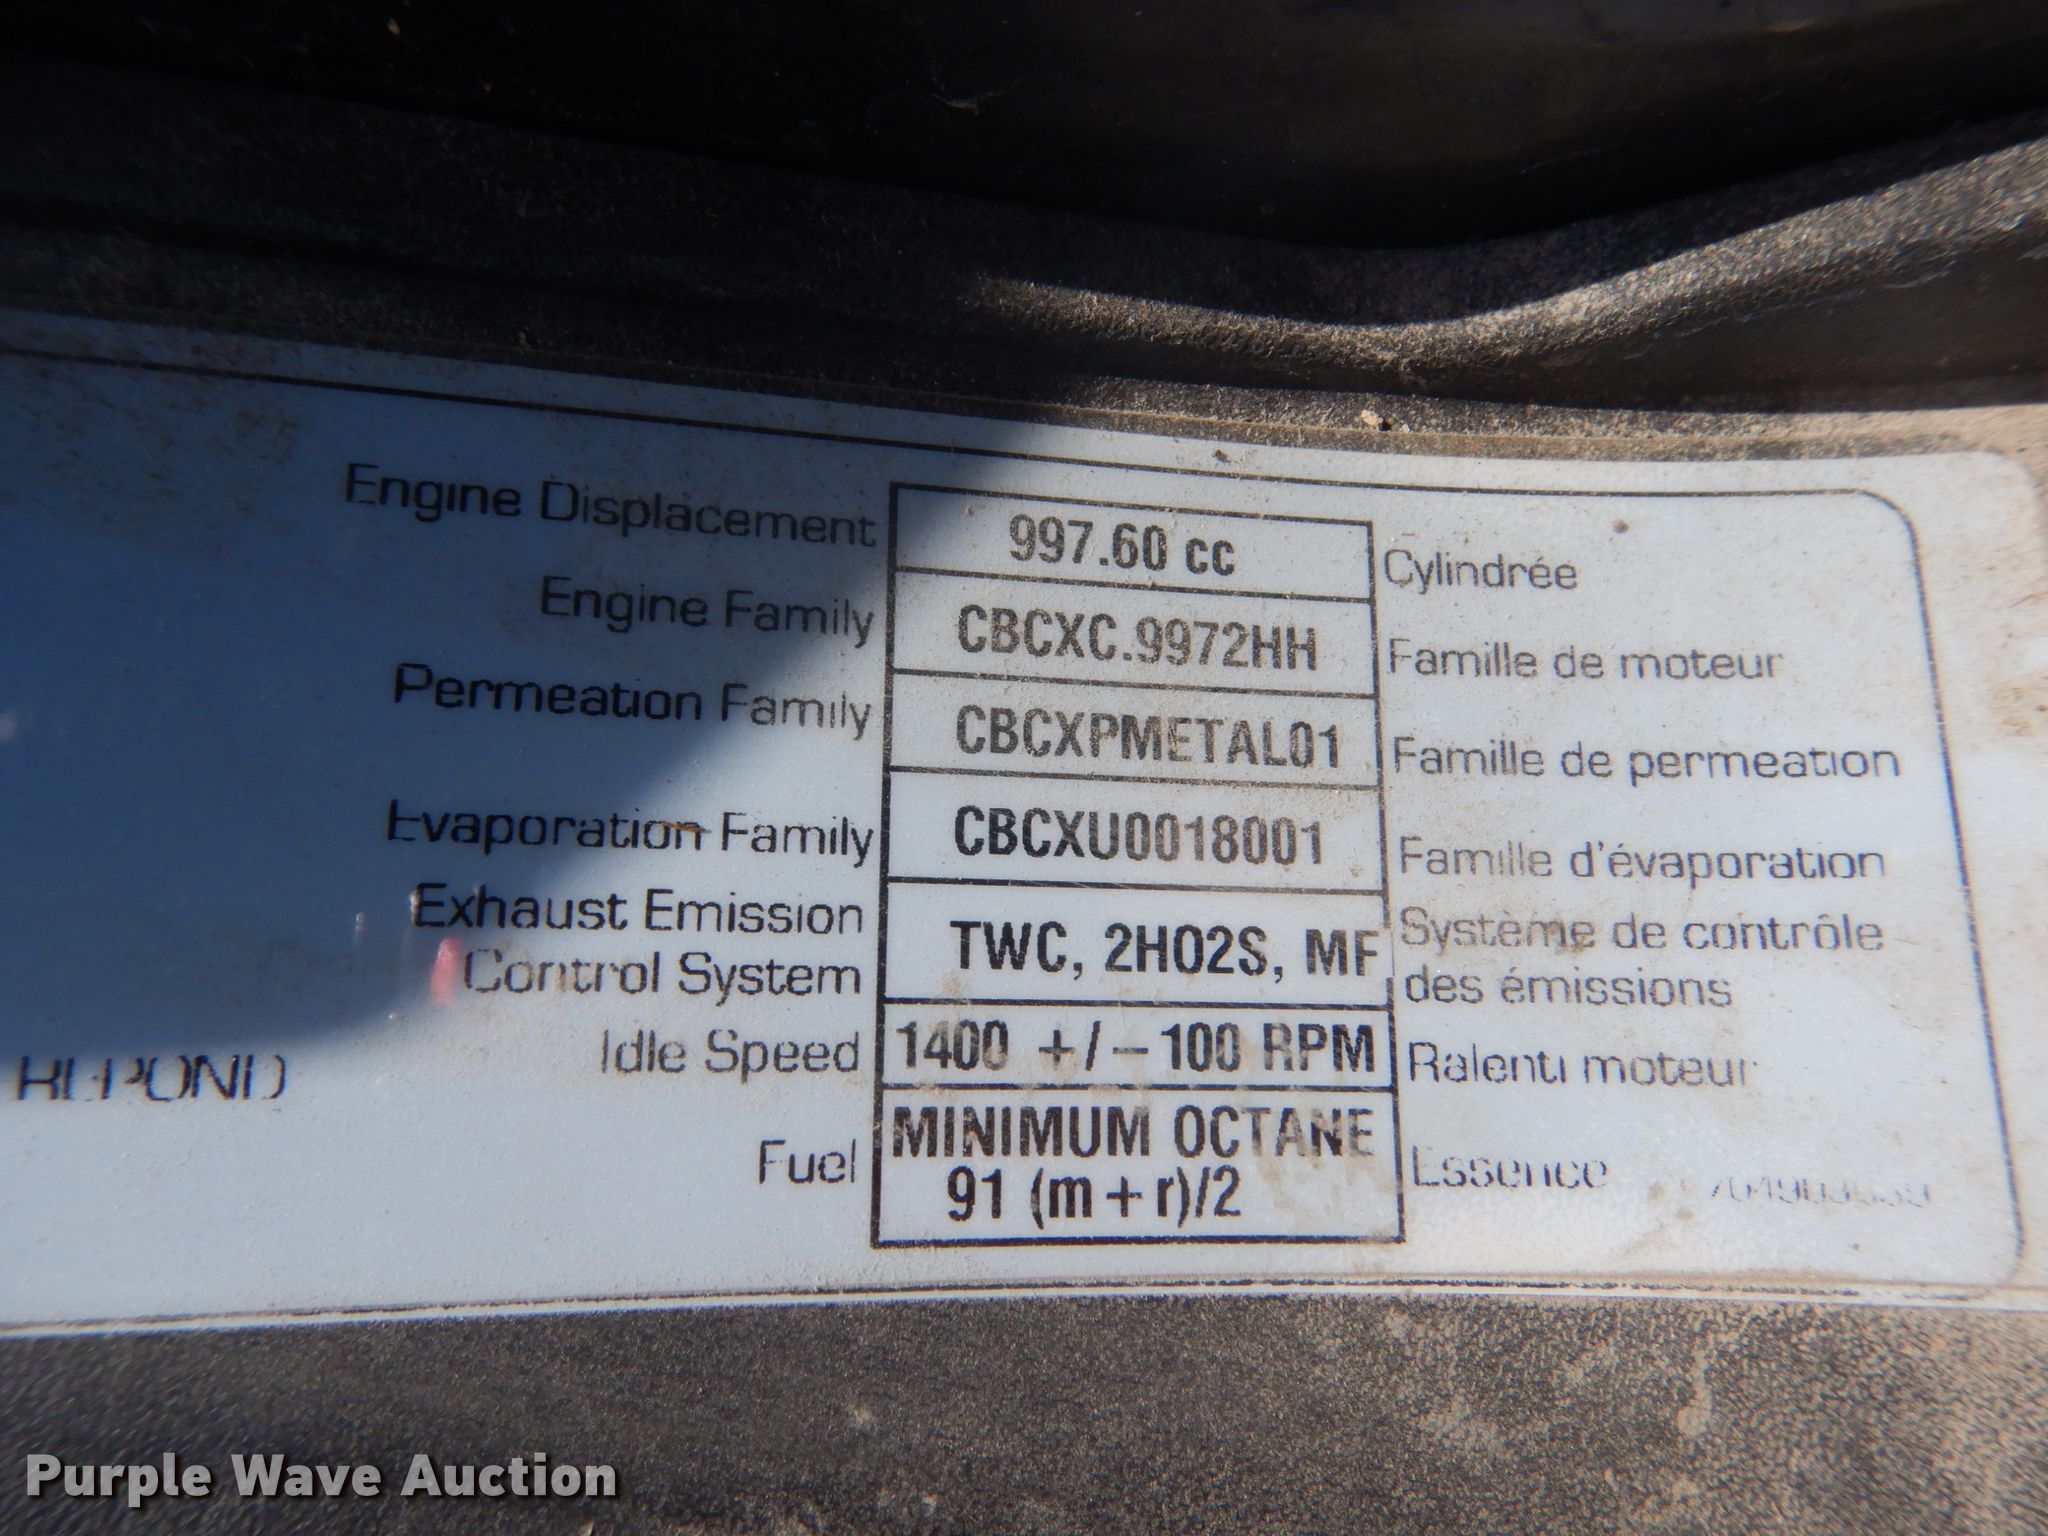 Engine Displacement 997.60 cc Cylindrée
Engine Family CBCXC.9972HH Famille de moteur
Permeation Family CBCXPMETAL01 Famille de permeation
Evaporation Family CBCXU0018001 Famille d'évaporation
Exhaust Emission Control System TWC, 2HO2S, MF Système de contrôle des émissions
Idle Speed 1400 +/- 100 RPM Ralenti moteur
RÉPOND
Fuel MINIMUM OCTANE 91 (m+r)/2 Essence
Purple Wave Auction